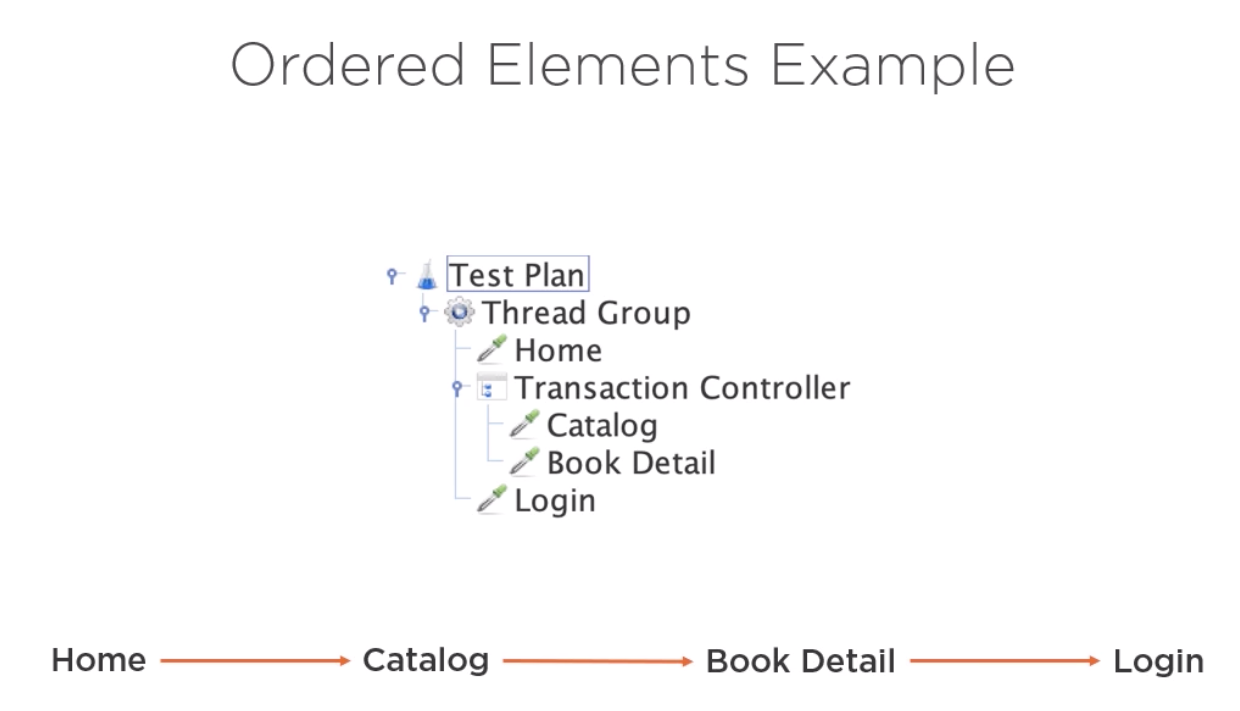 Ordered Elements Example
Test Plan
Thread Group
Home
Transaction Controller
Catalog
Book Detail
Login
Home Catalog Book Detail Login